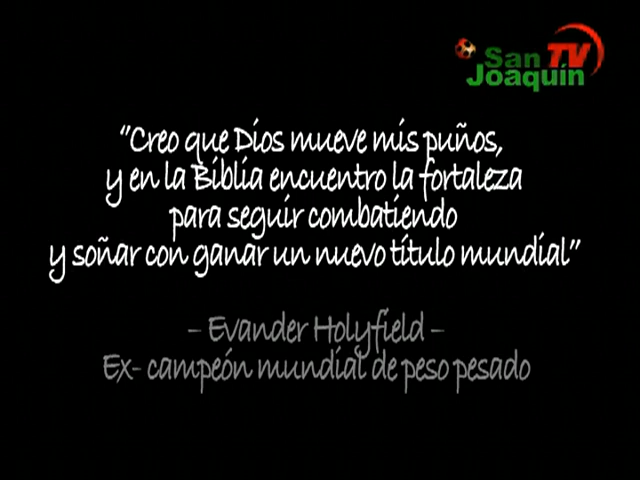 San TV
Joaquín
"Creo que Dios mueve mis puños,
y en la Biblia encuentro la fortaleza
para seguir combatiendo
y soñar con ganar un nuevo título mundial"
– Evander Holyfield –
Ex- campeón mundial de peso pesado